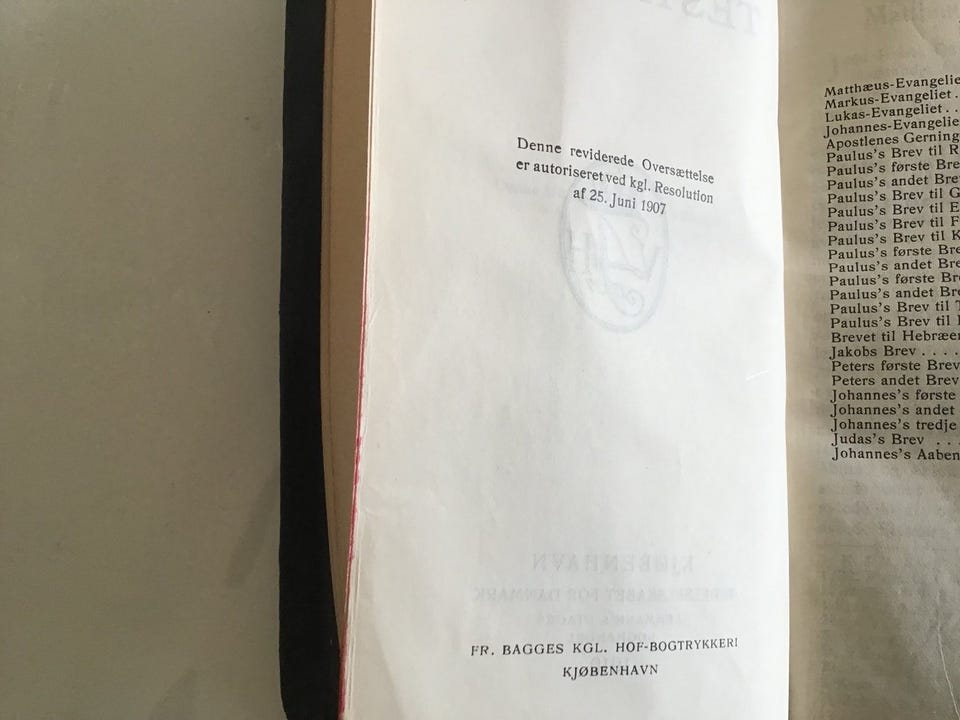 Denne reviderede Oversættelse
er autoriseret ved kgl. Resolution
af 25. Juni 1907
FR. BAGGES KGL. HOF-BOGTRYKKERI
KJØBENHAVN
Matthæus-Evangelie
Markus-Evangeliet .
Lukas-Evangeliet . .
Johannes-Evangelie
Apostlenes Gerning
Paulus's Brev til R
Paulus's første Bre
Paulus's andet Bre
Paulus's Brev til G
Paulus's Brev til E
Paulus's Brev til F
Paulus's Brev til K
Paulus's første Bre
Paulus's andet Bre
Paulus's første Br
Paulus's andet Bre
Paulus's Brev til T
Paulus's Brev til
Brevet til Hebræer
Jakobs Brev . . . .
Peters første Brev
Peters andet Brev
Johannes's første
Johannes's andet
Johannes's tredje
Judas's Brev . . .
Johannes's Aaben